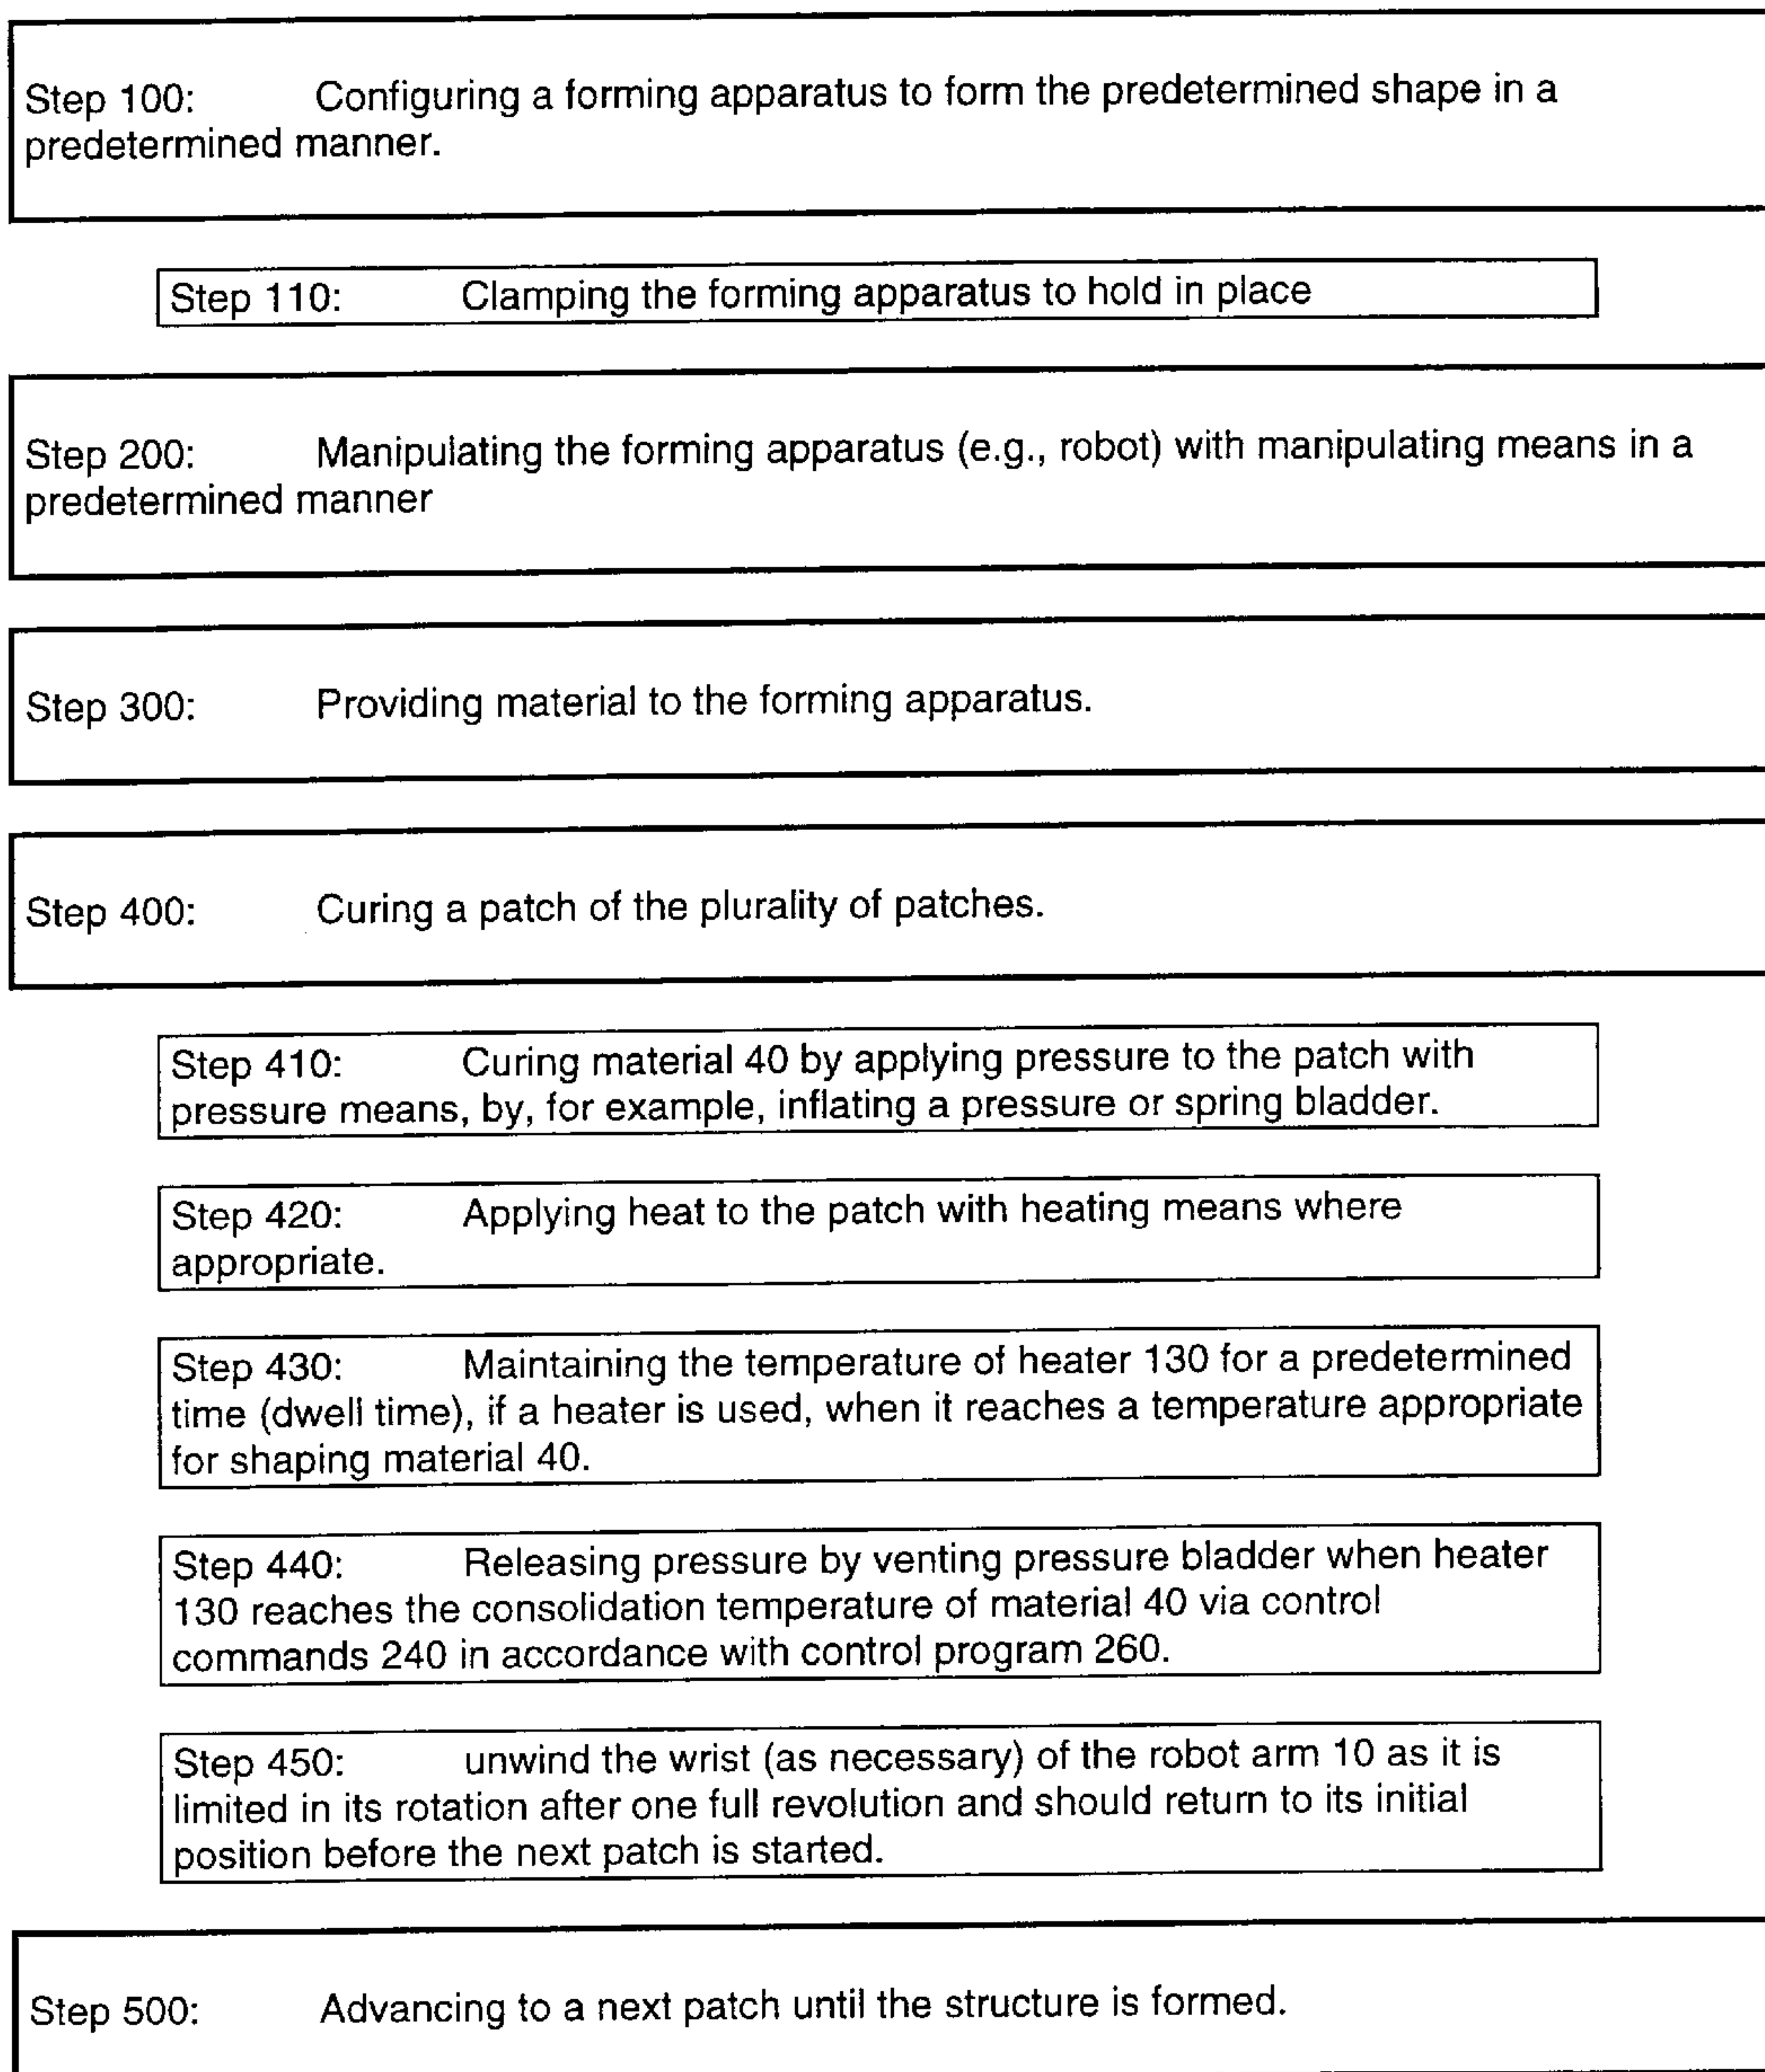 Step 100: Configuring a forming apparatus to form the predetermined shape in a
predetermined manner.
Step 110: Clamping the forming apparatus to hold in place
Step 200: Manipulating the forming apparatus (e.g., robot) with manipulating means in a
predetermined manner
Step 300: Providing material to the forming apparatus.
Step 400: Curing a patch of the plurality of patches.
Step 410: Curing material 40 by applying pressure to the patch with
pressure means, by, for example, inflating a pressure or spring bladder.
Step 420: Applying heat to the patch with heating means where
appropriate.
Step 430: Maintaining the temperature of heater 130 for a predetermined
time (dwell time), if a heater is used, when it reaches a temperature appropriate
for shaping material 40.
Step 440: Releasing pressure by venting pressure bladder when heater
130 reaches the consolidation temperature of material 40 via control
commands 240 in accordance with control program 260.
Step 450: unwind the wrist (as necessary) of the robot arm 10 as it is
limited in its rotation after one full revolution and should return to its initial
position before the next patch is started.
Step 500: Advancing to a next patch until the structure is formed.